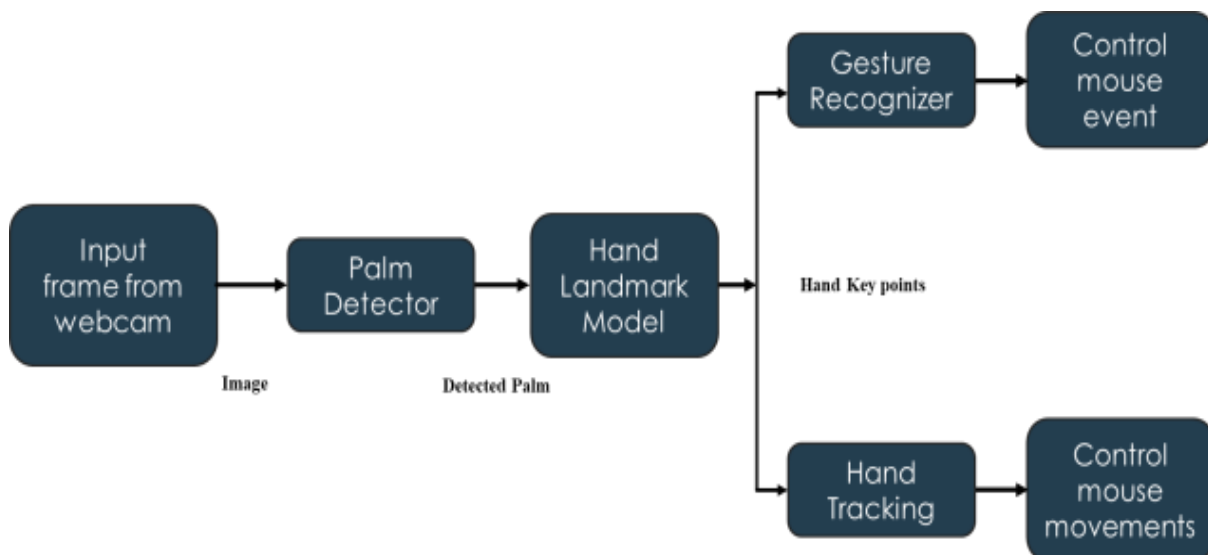 Input
frame from
webcam
Image
Palm
Detector
Detected Palm
Hand
Landmark
Model
Hand Key points
Gesture
Recognizer
Control
mouse
event
Hand
Tracking
Control
mouse
movements